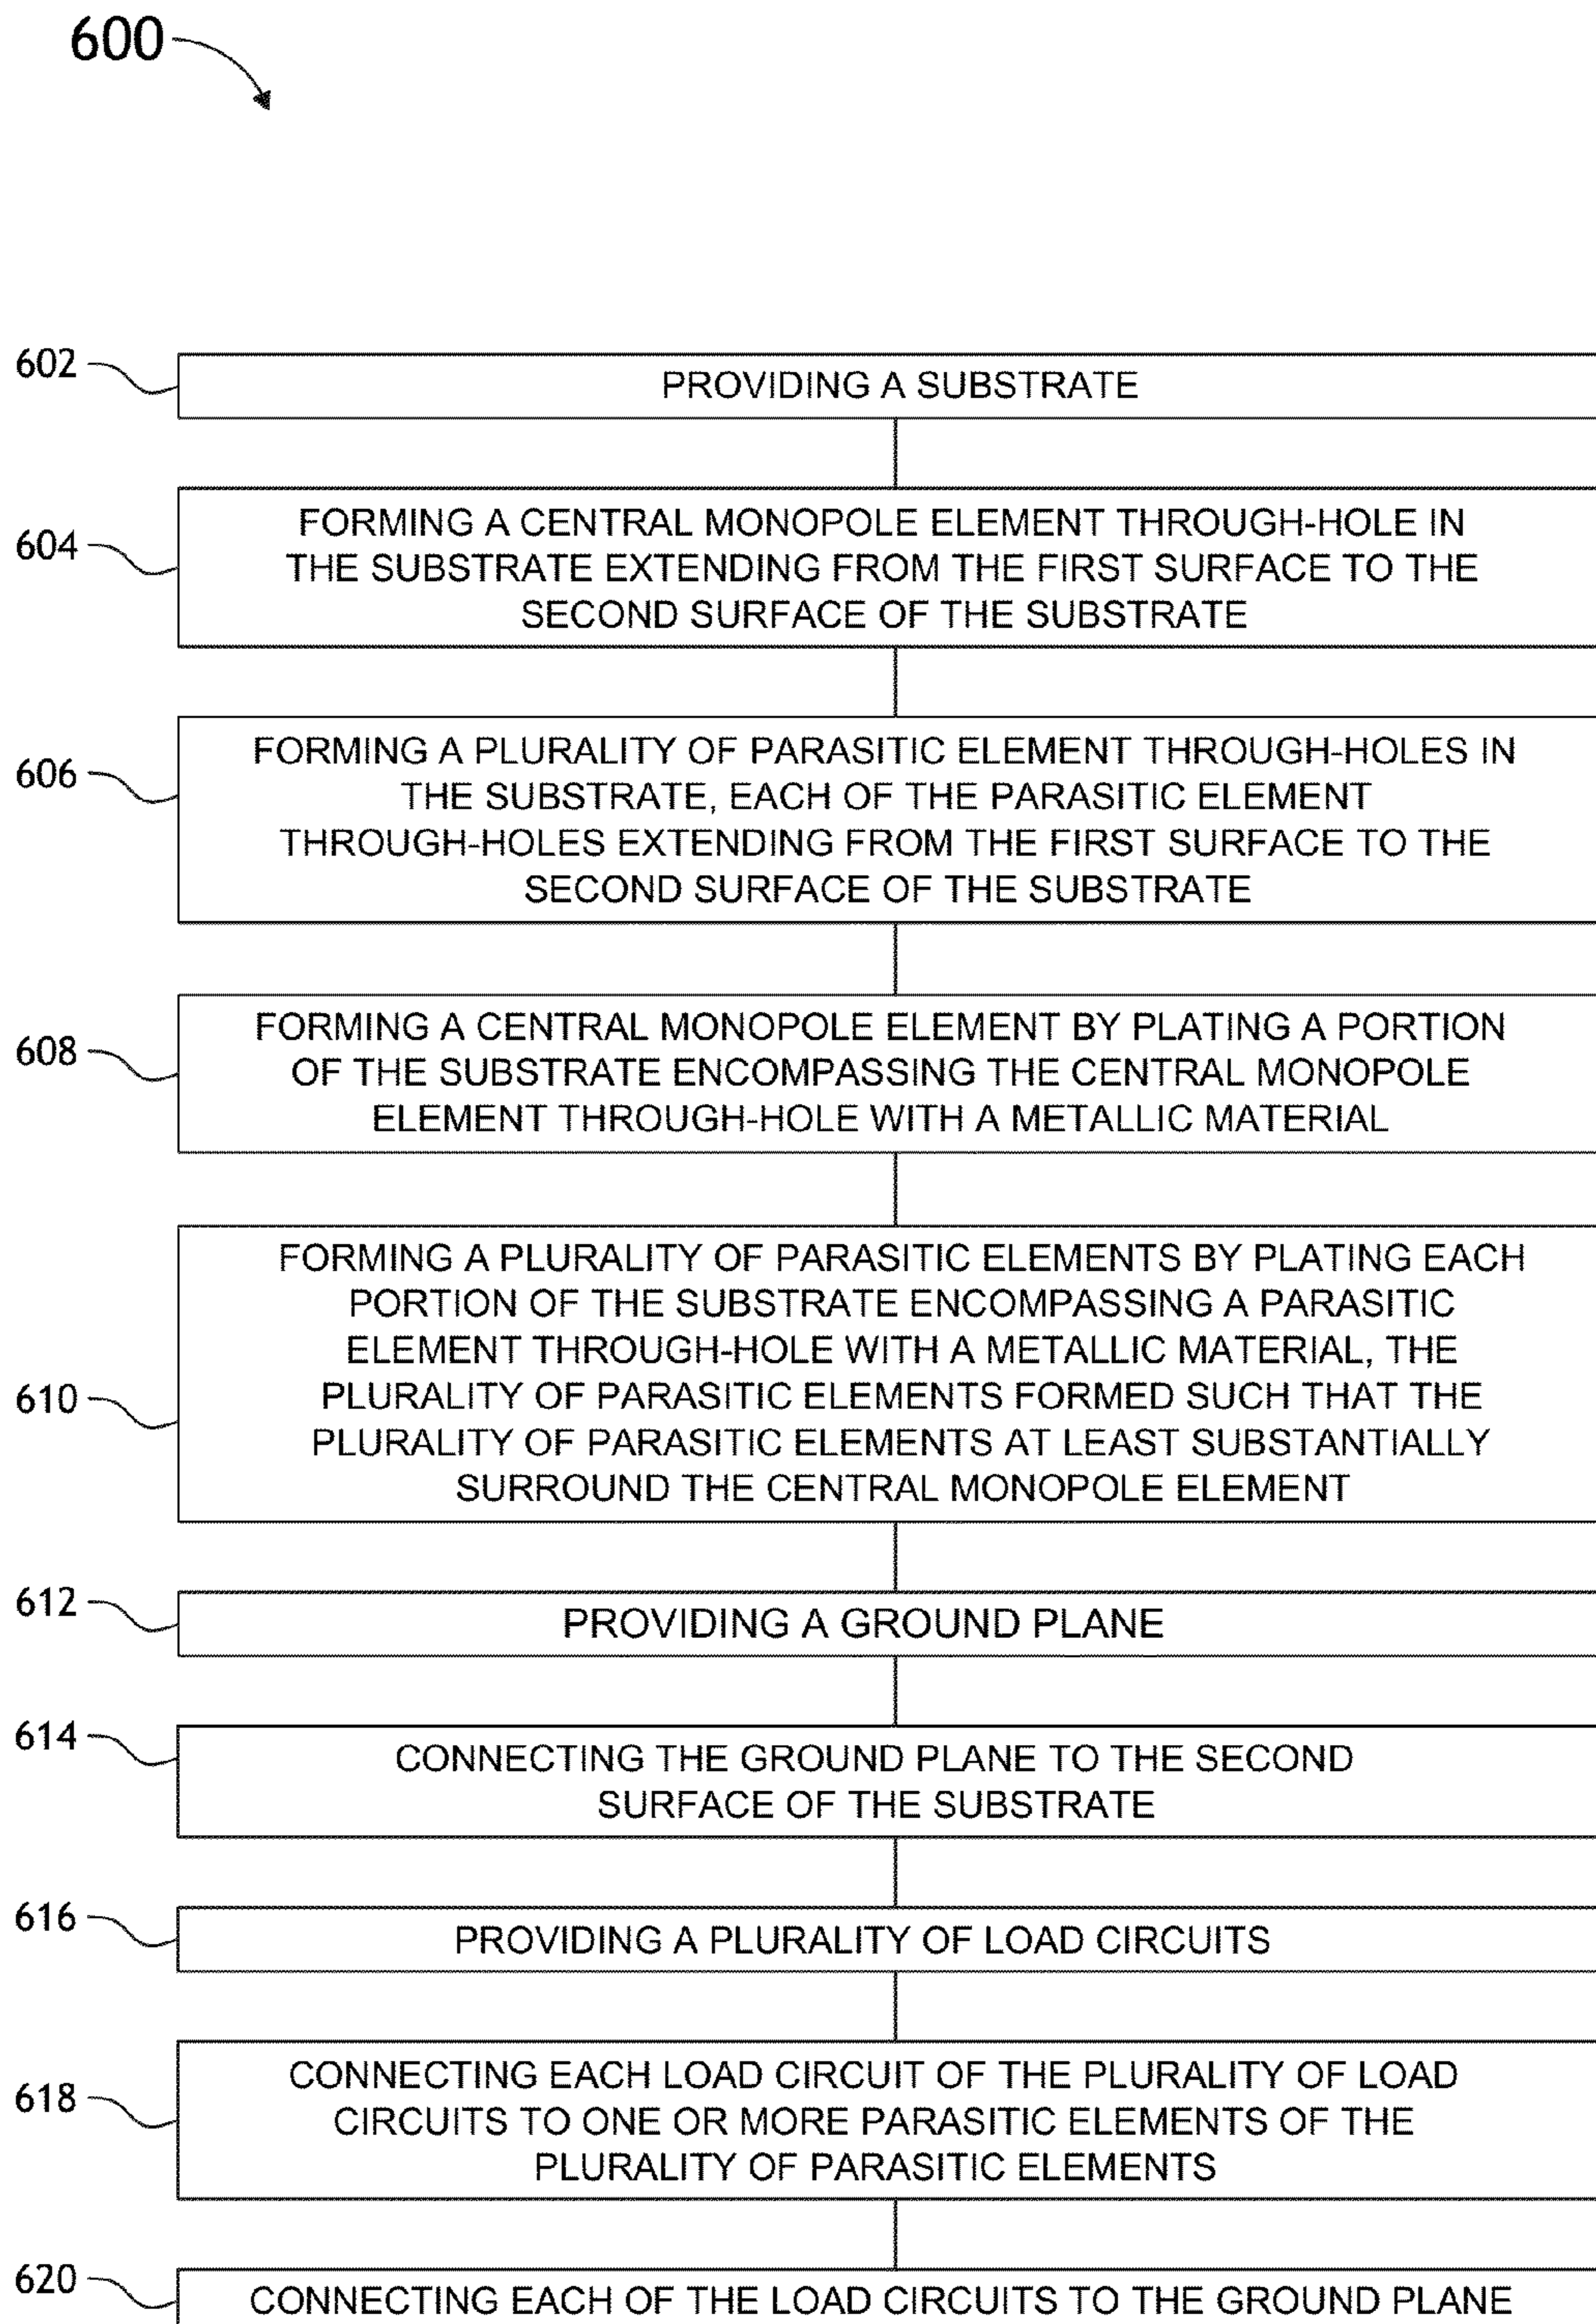 600
602
PROVIDING A SUBSTRATE
604
FORMING A CENTRAL MONOPOLE ELEMENT THROUGH-HOLE IN
THE SUBSTRATE EXTENDING FROM THE FIRST SURFACE TO THE
SECOND SURFACE OF THE SUBSTRATE
606
FORMING A PLURALITY OF PARASITIC ELEMENT THROUGH-HOLES IN
THE SUBSTRATE, EACH OF THE PARASITIC ELEMENT
THROUGH-HOLES EXTENDING FROM THE FIRST SURFACE TO THE
SECOND SURFACE OF THE SUBSTRATE
608
FORMING A CENTRAL MONOPOLE ELEMENT BY PLATING A PORTION
OF THE SUBSTRATE ENCOMPASSING THE CENTRAL MONOPOLE
ELEMENT THROUGH-HOLE WITH A METALLIC MATERIAL
610
FORMING A PLURALITY OF PARASITIC ELEMENTS BY PLATING EACH
PORTION OF THE SUBSTRATE ENCOMPASSING A PARASITIC
ELEMENT THROUGH-HOLE WITH A METALLIC MATERIAL, THE
PLURALITY OF PARASITIC ELEMENTS FORMED SUCH THAT THE
PLURALITY OF PARASITIC ELEMENTS AT LEAST SUBSTANTIALLY
SURROUND THE CENTRAL MONOPOLE ELEMENT
612
PROVIDING A GROUND PLANE
614
CONNECTING THE GROUND PLANE TO THE SECOND
SURFACE OF THE SUBSTRATE
616
PROVIDING A PLURALITY OF LOAD CIRCUITS
618
CONNECTING EACH LOAD CIRCUIT OF THE PLURALITY OF LOAD
CIRCUITS TO ONE OR MORE PARASITIC ELEMENTS OF THE
PLURALITY OF PARASITIC ELEMENTS
620
CONNECTING EACH OF THE LOAD CIRCUITS TO THE GROUND PLANE